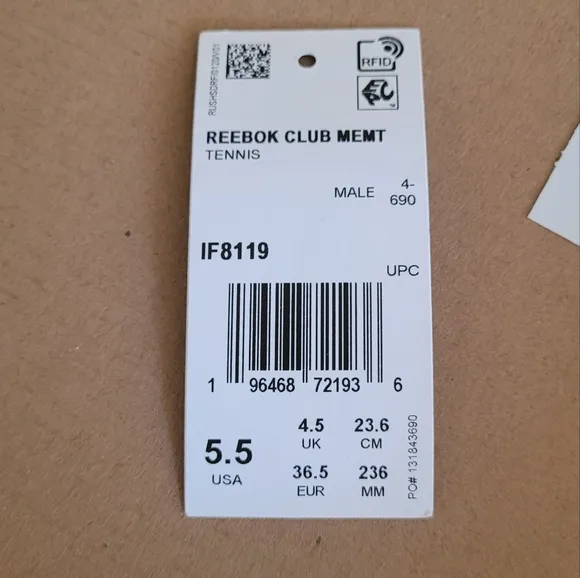 RFID
EPC
REEBOK CLUB MEMT
TENNIS
MALE
4-
690
IF8119
UPC
1 96468 72193 6
5.5
USA
4.5
UK
23.6
CM
36.5
EUR
236
MM
PO# 131843690